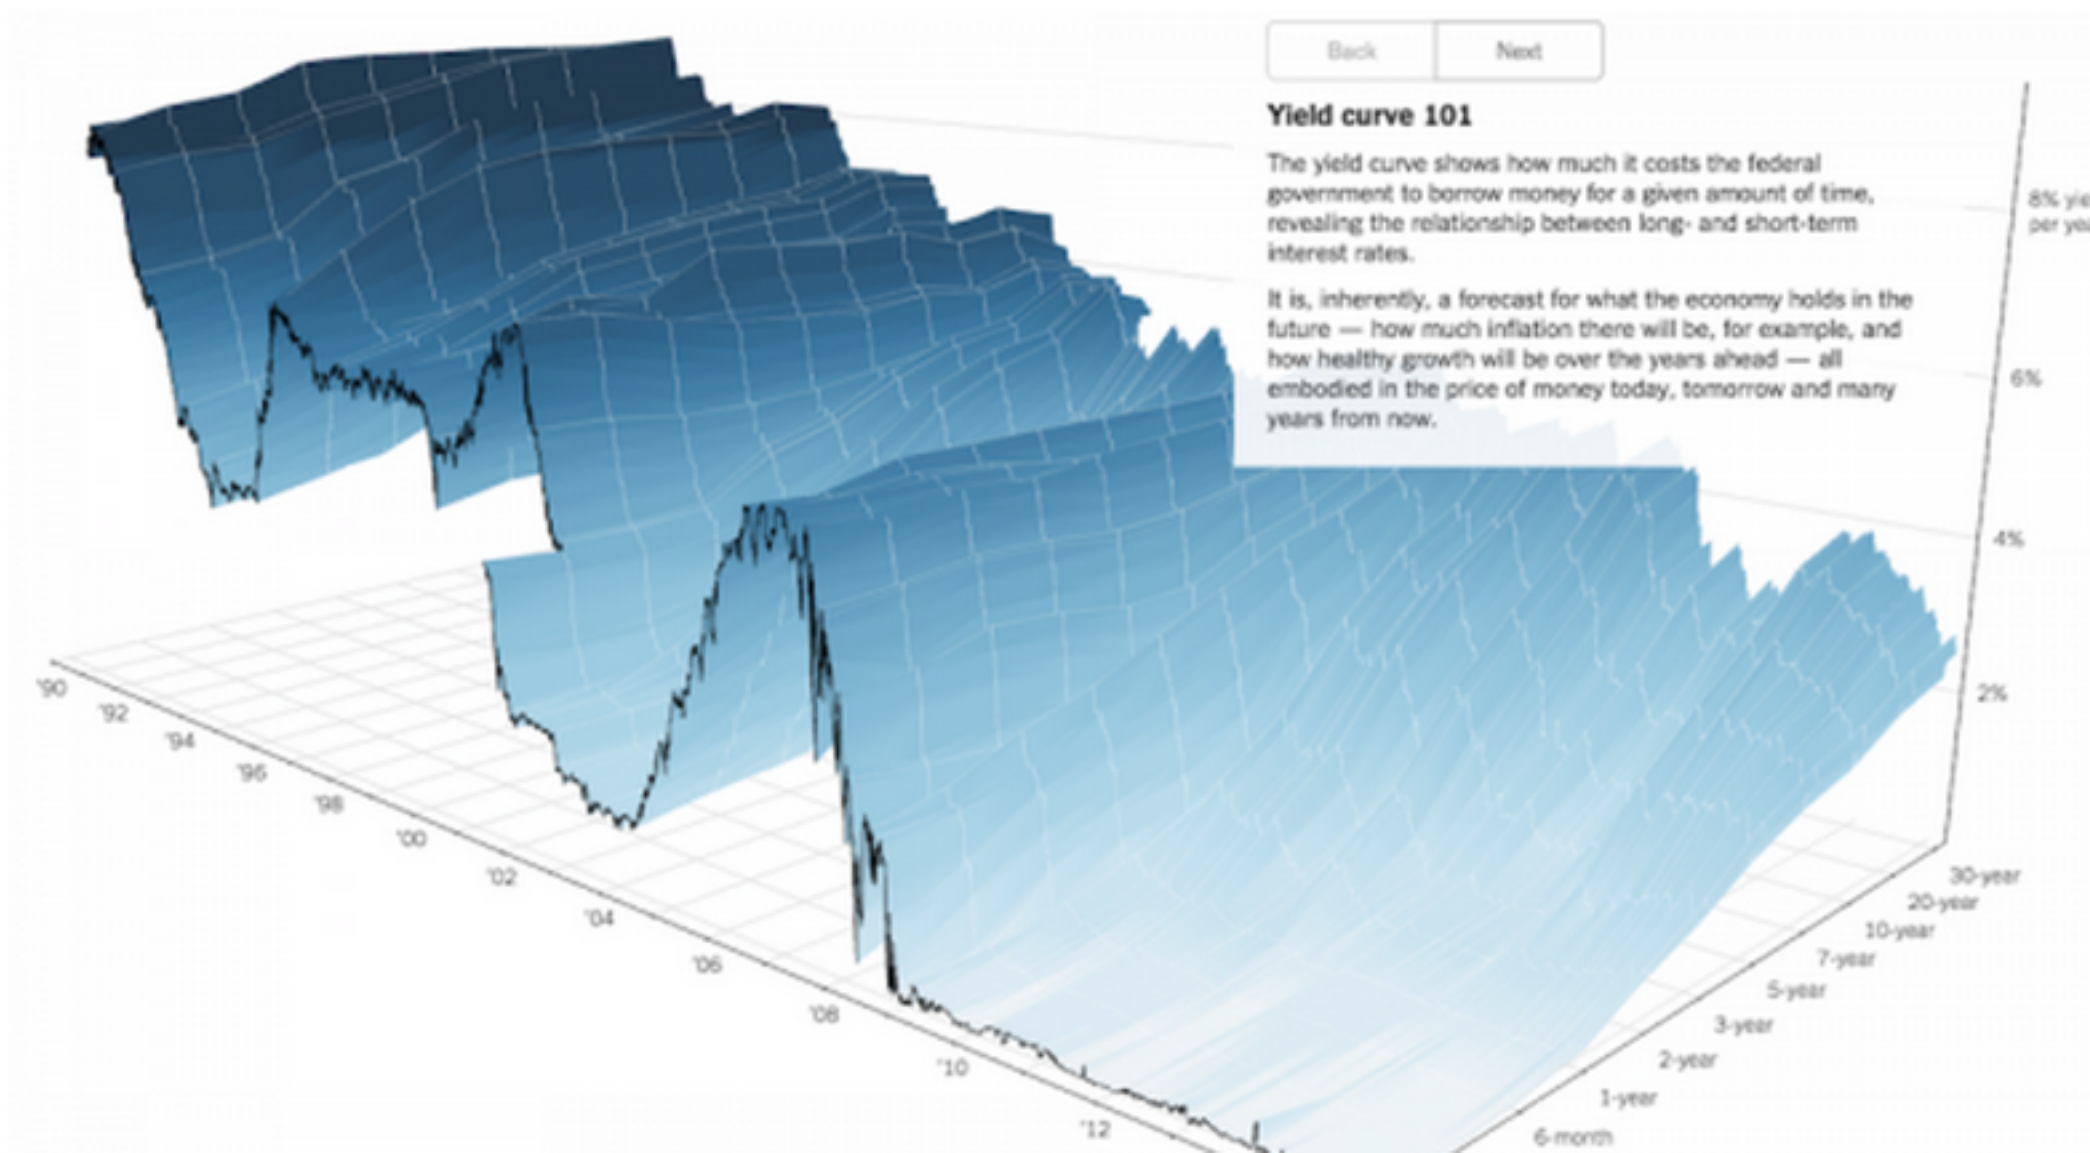 Back
Next
Yield curve 101
The yield curve shows how much it costs the federal
government to borrow money for a given amount of time,
revealing the relationship between long- and short-term
interest rates.
It is, inherently, a forecast for what the economy holds in the
future — how much inflation there will be, for example, and
how healthy growth will be over the years ahead — all
embodied in the price of money today, tomorrow and many
years from now.
8% yie
per yea
6%
4%
2%
'90
'92
'94
'96
'98
'00
'02
'04
'06
'08
'10
'12
30-year
20-year
10-year
7-year
5-year
3-year
2-year
1-year
6-month